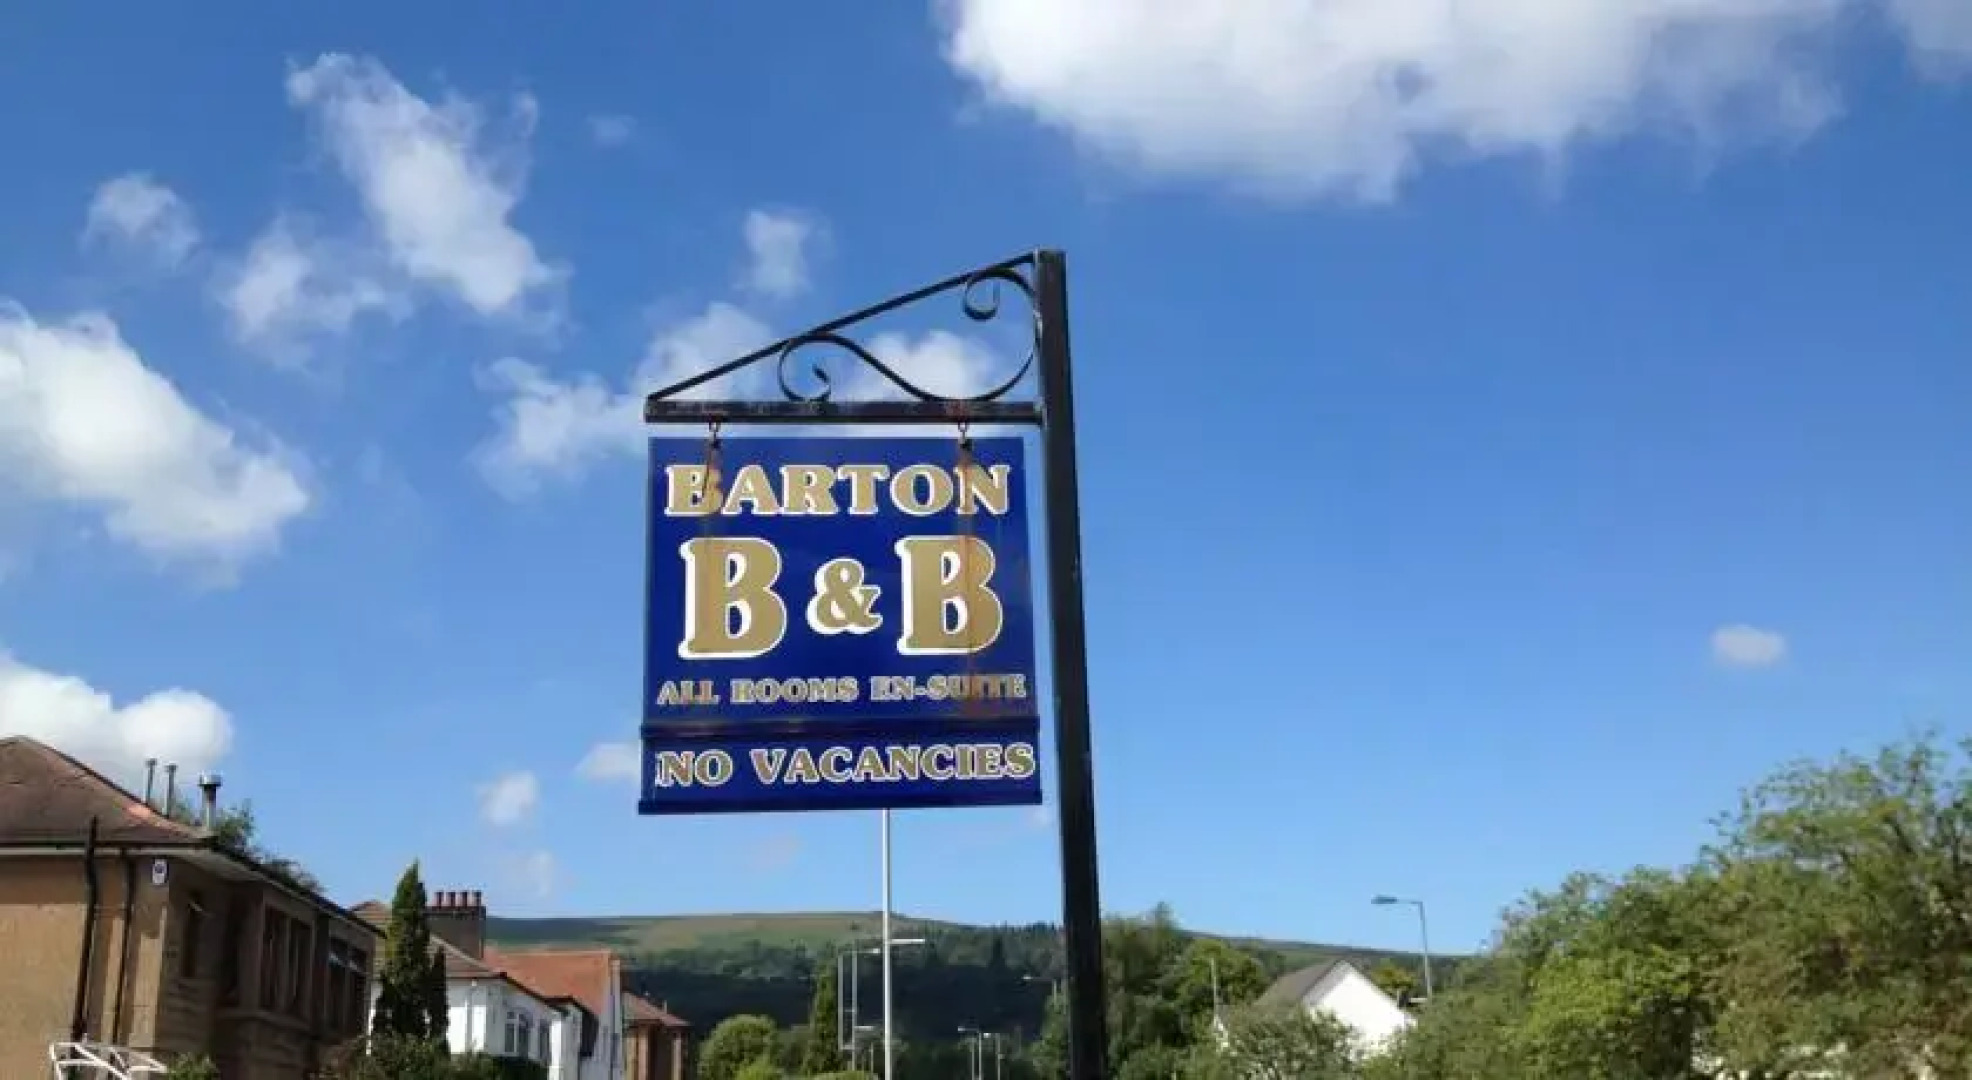 BARTON
B & B
ALL ROOMS EN-SUITE
NO VACANCIES